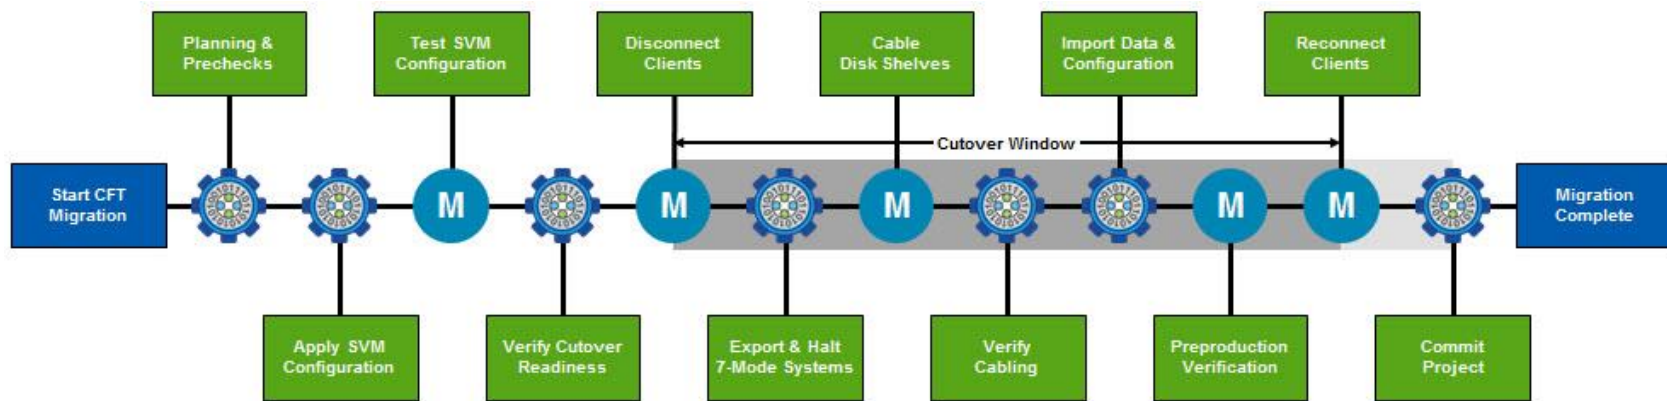 Planning &
Prechecks
Test SVM
Configuration
Disconnect
Clients
Cable
Disk Shelves
Import Data &
Configuration
Reconnect
Clients
Cutover Window
Start CFT
Migration
M
M
M
M
M
Migration
Complete
Apply SVM
Configuration
Verify Cutover
Readiness
Export & Halt
7-Mode Systems
Verify
Cabling
Preproduction
Verification
Commit
Project